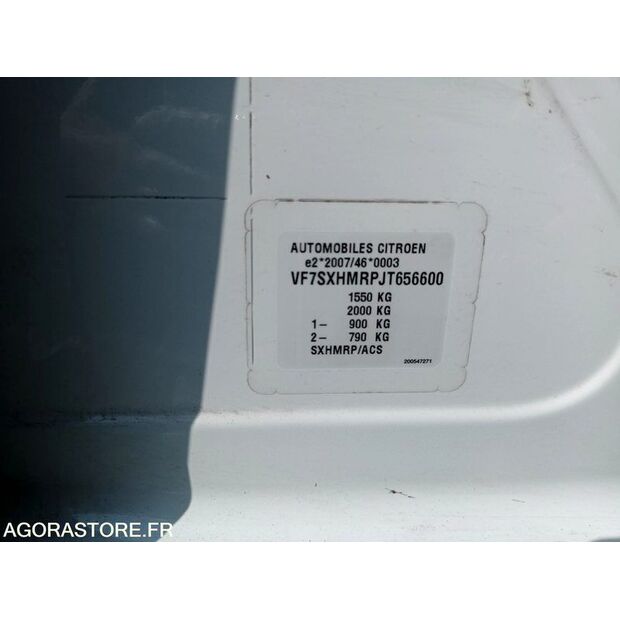 AUTOMOBILES CITROEN
e2*2007/46*0003
VF7SXHMRPJT656600
1550 KG
2000 KG
1- 900 KG
2- 790 KG
SXHMRP/ACS
200547271
AGORASTORE.FR